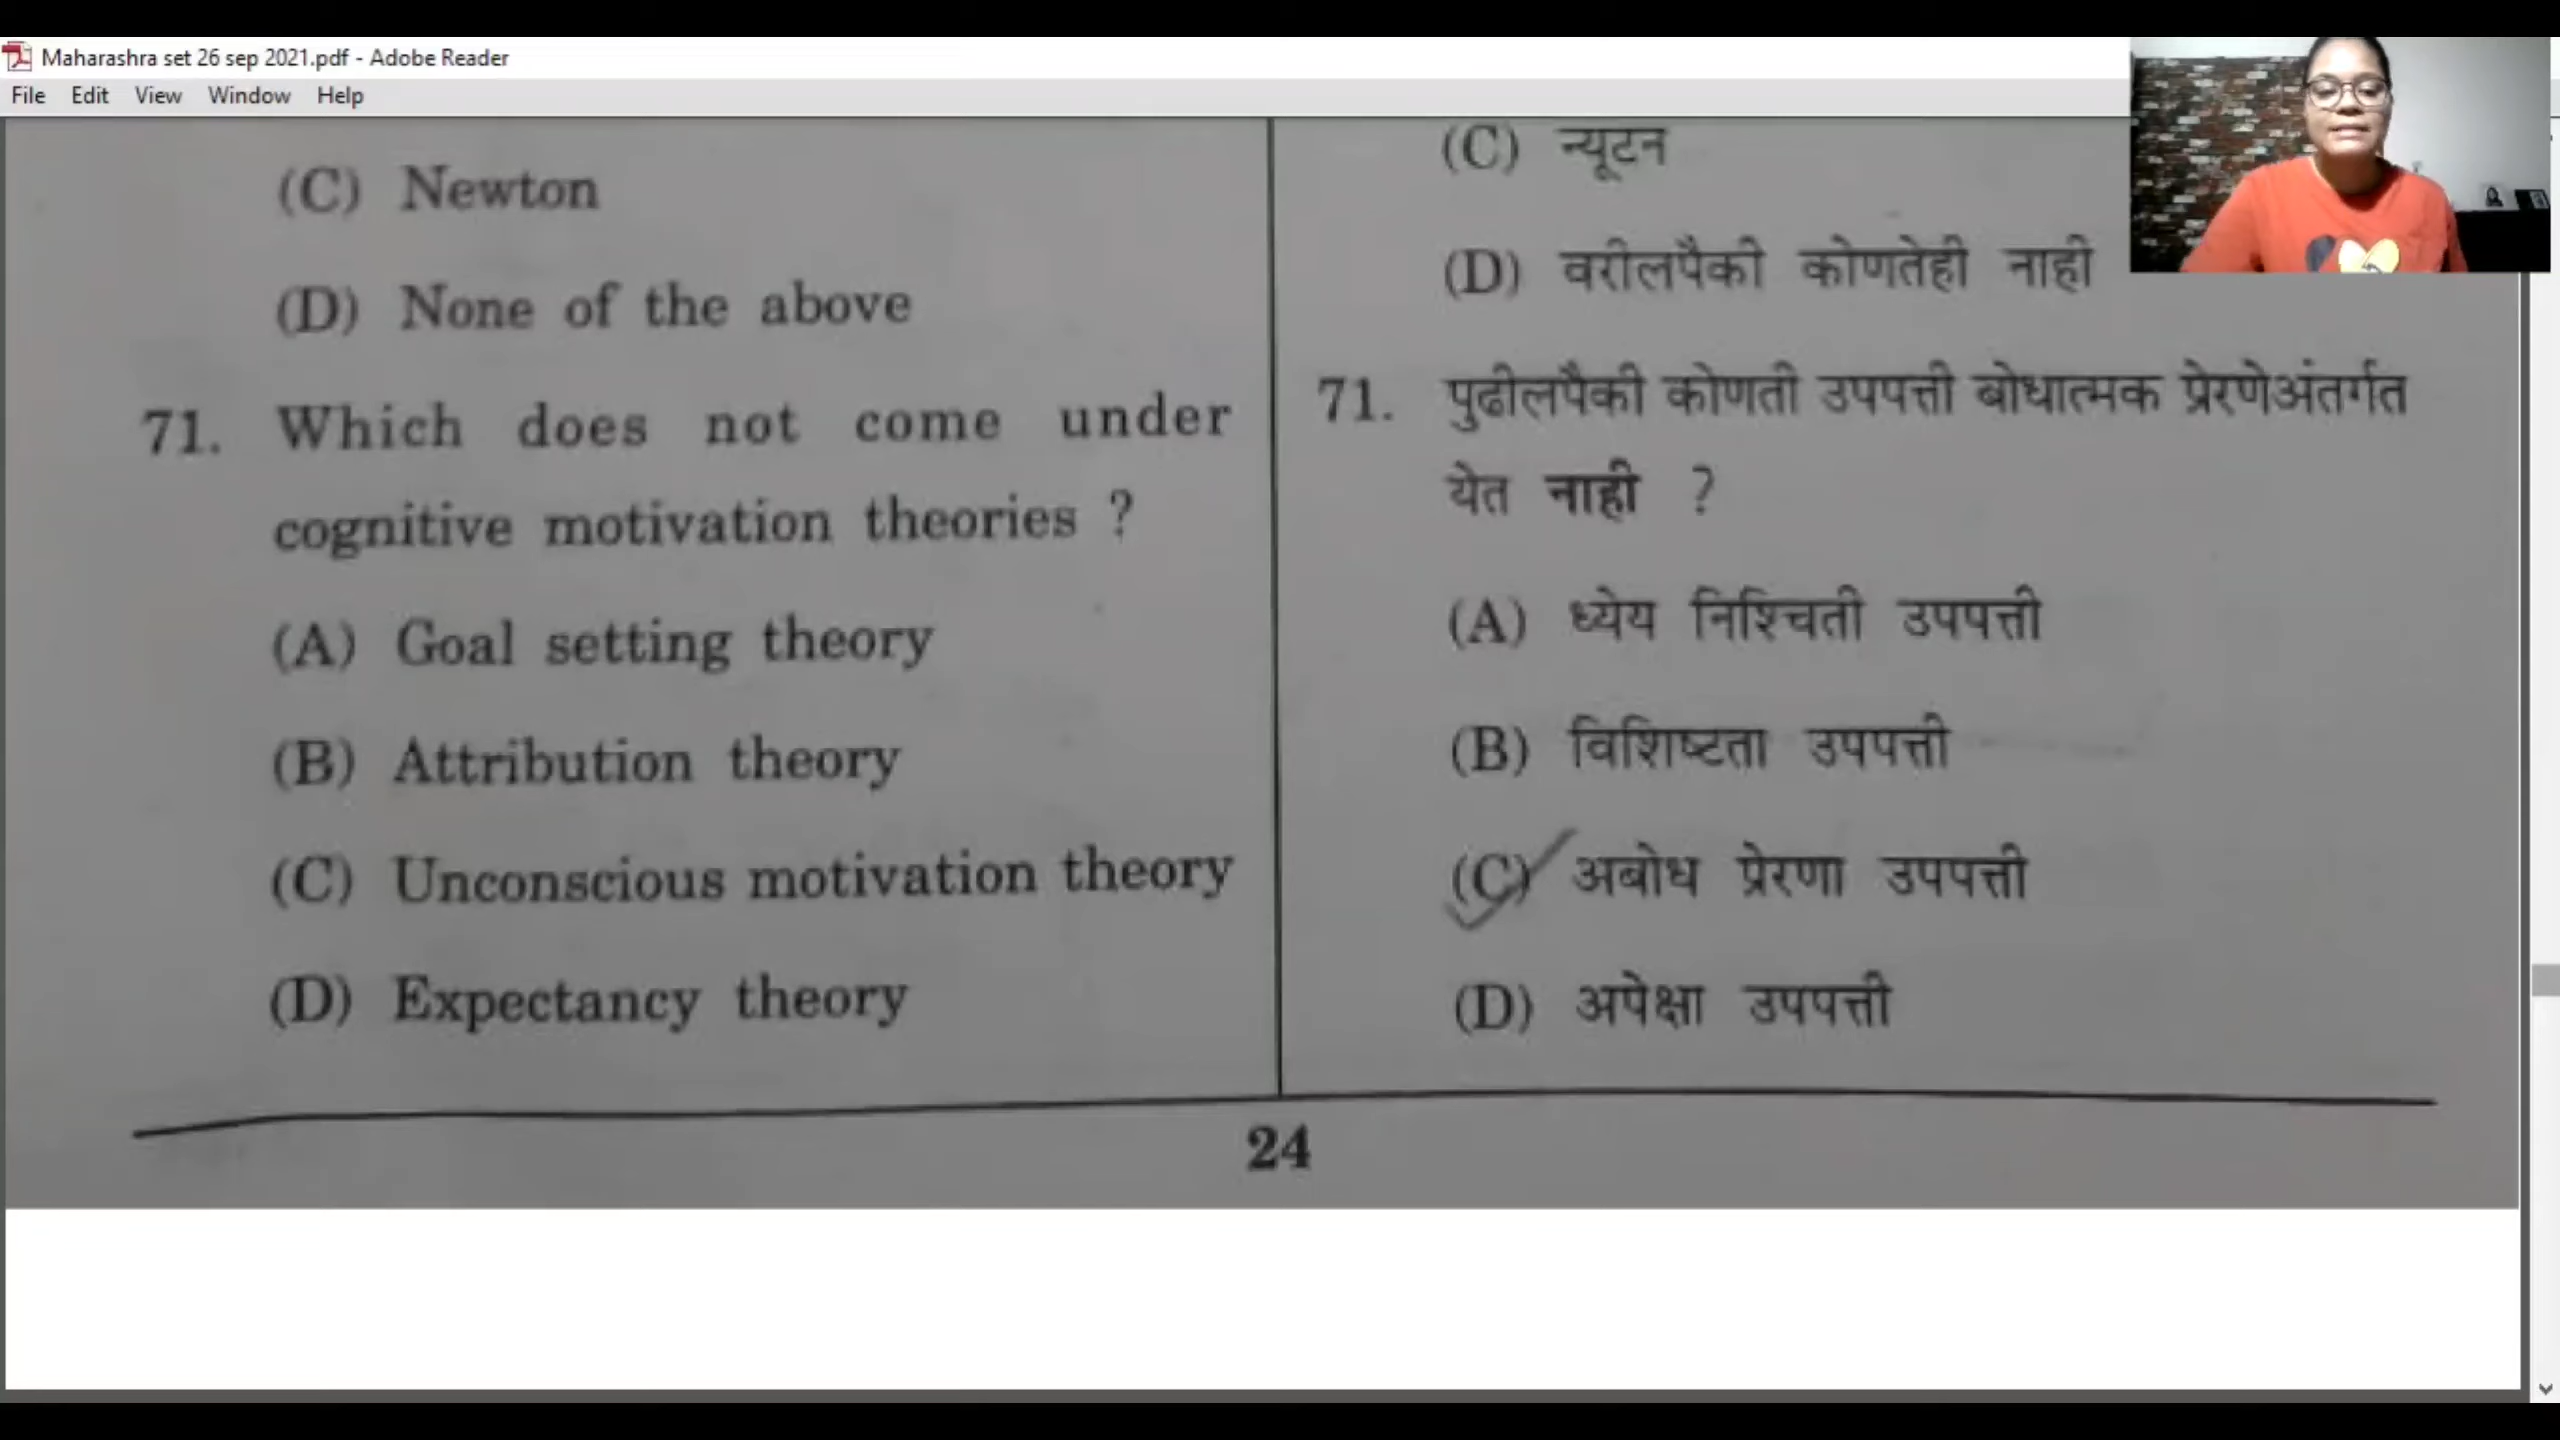 Maharashra set 26 sep 2021.pdf - Adobe Reader
File Edit View Window Help
(C) Newton
(D) None of the above
71. Which does not come under
cognitive motivation theories ?
(A) Goal setting theory
(B) Attribution theory
(C) Unconscious motivation theory
(D) Expectancy theory
(C) न्यूटन
(D) वरीलपैकी कोणतेही नाही
71. पुढीलपैकी कोणती उपपत्ती बोधात्मक प्रेरणेअंतर्गत
येत नाही ?
(A) ध्येय निश्चिती उपपत्ती
(B) विशिष्टता उपपत्ती
(C) अबोध प्रेरणा उपपत्ती
(D) अपेक्षा उपपत्ती
24